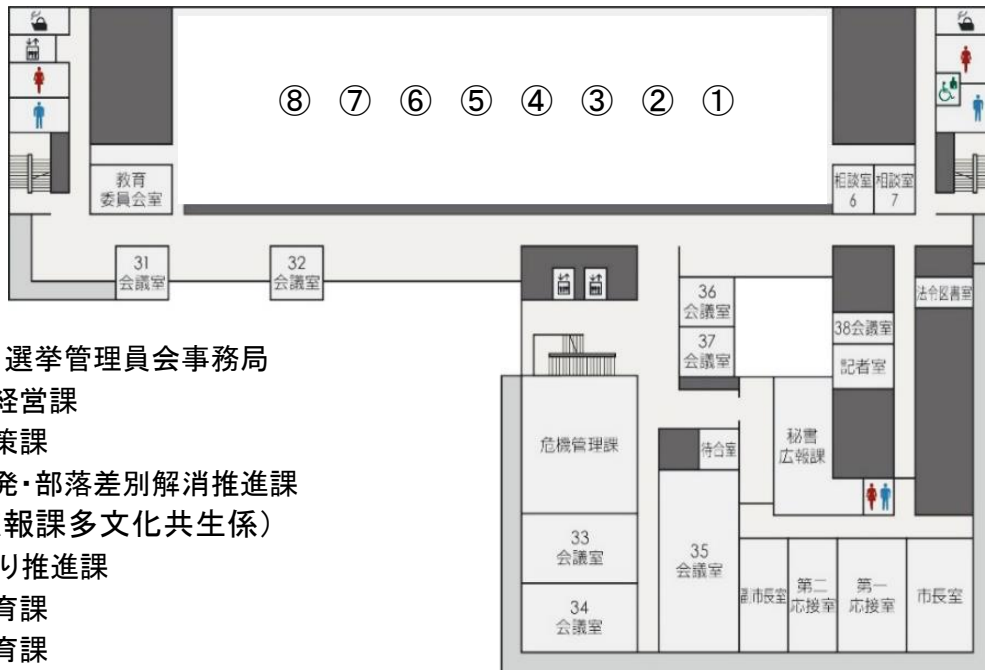 ⑧ ⑦ ⑥ ⑤ ④ ③ ② ①
教育
委員会室
相談室
6
相談室
7
31
会議室
32
会議室
36
会議室
37
会議室
38会議室
記者室
法令図書室
選挙管理員会事務局
経営課
策課
発・部落差別解消推進課
報課多文化共生係）
り推進課
育課
育課
危機管理課
待合室
秘書
広報課
33
会議室
34
会議室
35
会議室
副市長室
第二
応接室
第一
応接室
市長室